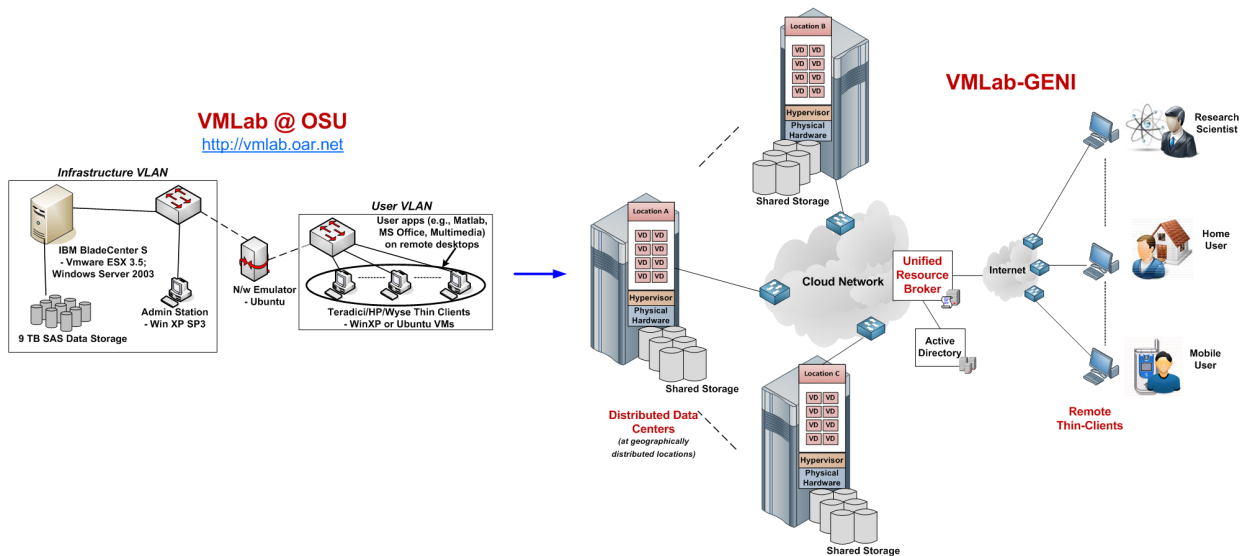 VMLab @ OSU
http://vmlab.oar.net
Infrastructure VLAN
IBM BladeCenter S
- Vmware ESX 3.5;
Windows Server 2003
9 TB SAS Data Storage
Admin Station
- Win XP SP3
N/w Emulator
- Ubuntu
User VLAN
User apps (e.g., Matlab,
MS Office, Multimedia)
on remote desktops
Teradici/HP/Wyse Thin Clients
- WinXP or Ubuntu VMs
VMLab-GENI
Location B
VD VD
VD VD
VD VD
VD VD
Hypervisor
Physical
Hardware
Shared Storage
Location A
VD VD
VD VD
VD VD
VD VD
Hypervisor
Physical
Hardware
Shared Storage
Location C
VD VD
VD VD
VD VD
VD VD
Hypervisor
Physical
Hardware
Shared Storage
Distributed Data
Centers
(at geographically
distributed locations)
Cloud Network
Unified
Resource
Broker
Active
Directory
Internet
Research
Scientist
Home
User
Mobile
User
Remote
Thin-Clients